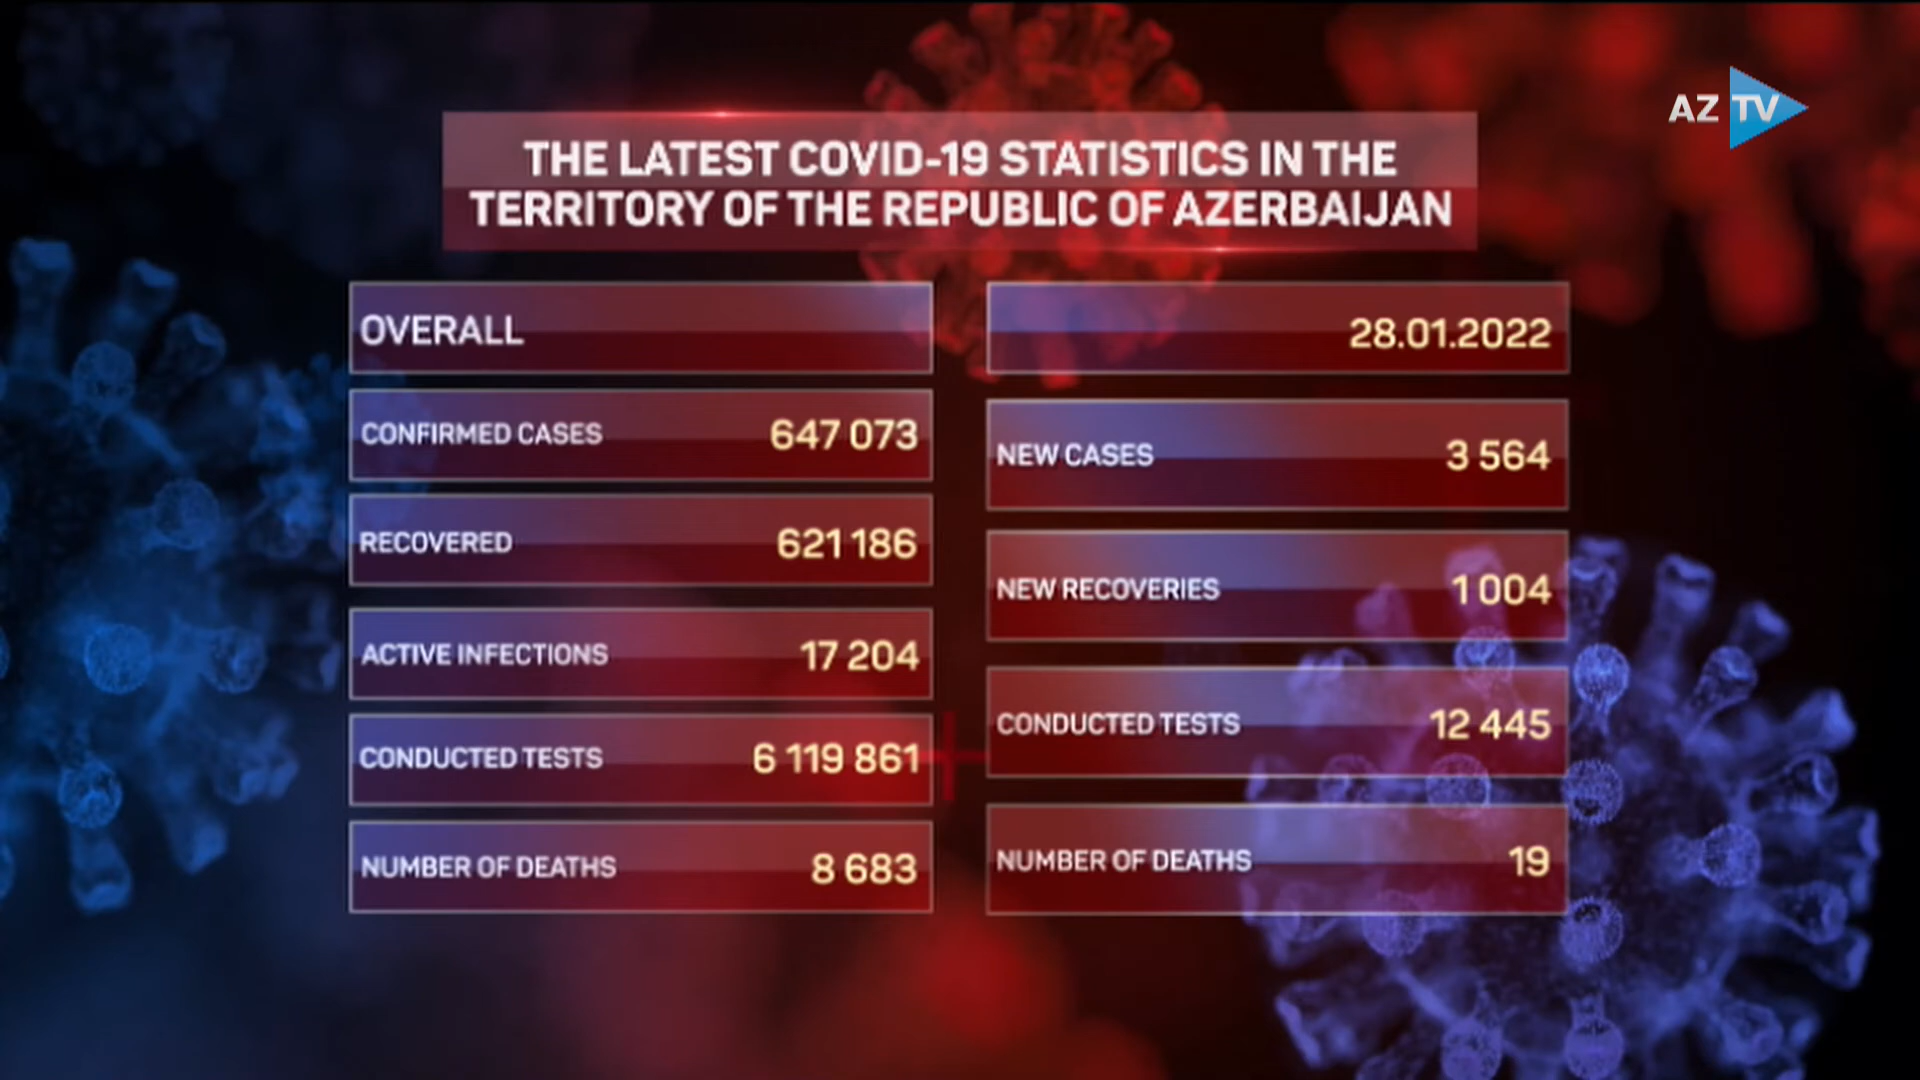 AZ TV
THE LATEST COVID-19 STATISTICS IN THE
TERRITORY OF THE REPUBLIC OF AZERBAIJAN
OVERALL
CONFIRMED CASES 647 073
RECOVERED 621 186
ACTIVE INFECTIONS 17 204
CONDUCTED TESTS 6 119 861
NUMBER OF DEATHS 8 683
28.01.2022
NEW CASES 3 564
NEW RECOVERIES 1 004
CONDUCTED TESTS 12 445
NUMBER OF DEATHS 19